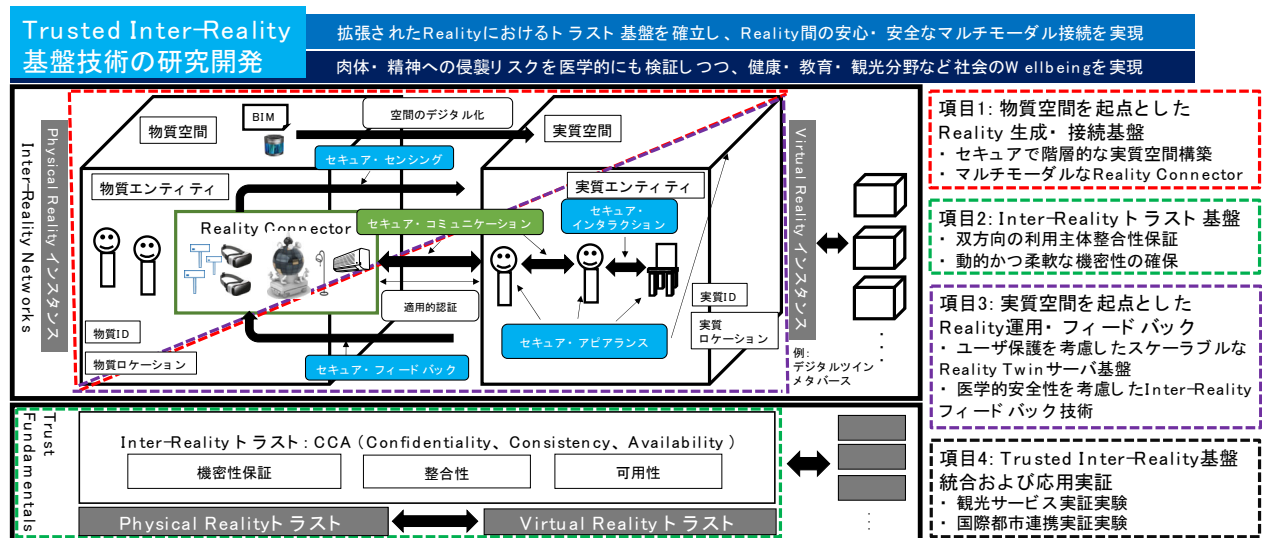 Trusted Inter-Reality
基盤技術の研究開発
拡張されたRealityにおけるトラスト基盤を確立し、Reality間の安心・安全なマルチモーダル接続を実現
肉体・精神への侵襲リスクを医学的にも検証しつつ、健康・教育・観光分野など社会のWellbeingを実現
Inter-Reality Networks
Physical Reality インスタンス
物質空間
BIM
空間のデジタル化
実質空間
セキュア・センシング
物質エンティティ
実質エンティティ
Reality Connector
セキュア・コミュニケーション
セキュア・
インタラクション
適用的認証
物質ID
物質ロケーション
セキュア・フィードバック
セキュア・アピアランス
実質ID
実質
ロケーション
Virtual Reality インスタンス
例:
デジタルツイン
メタバース
Trust
Fundamentals
Inter-Realityトラスト:CCA(Confidentiality、Consistency、Availability)
機密性保証
整合性
可用性
Physical Realityトラスト
Virtual Realityトラスト
項目1: 物質空間を起点とした
Reality 生成・接続基盤
・ セキュアで階層的な実質空間構築
・ マルチモーダルなReality Connector
項目2: Inter-Realityトラスト基盤
・ 双方向の利用主体整合性保証
・ 動的かつ柔軟な機密性の確保
項目3: 実質空間を起点とした
Reality運用・フィードバック
・ ユーザ保護を考慮したスケーラブルな
Reality Twinサーバ基盤
・ 医学的安全性を考慮したInter-Reality
フィードバック技術
項目4: Trusted Inter-Reality基盤
統合および応用実証
・ 観光サービス実証実験
・ 国際都市連携実証実験